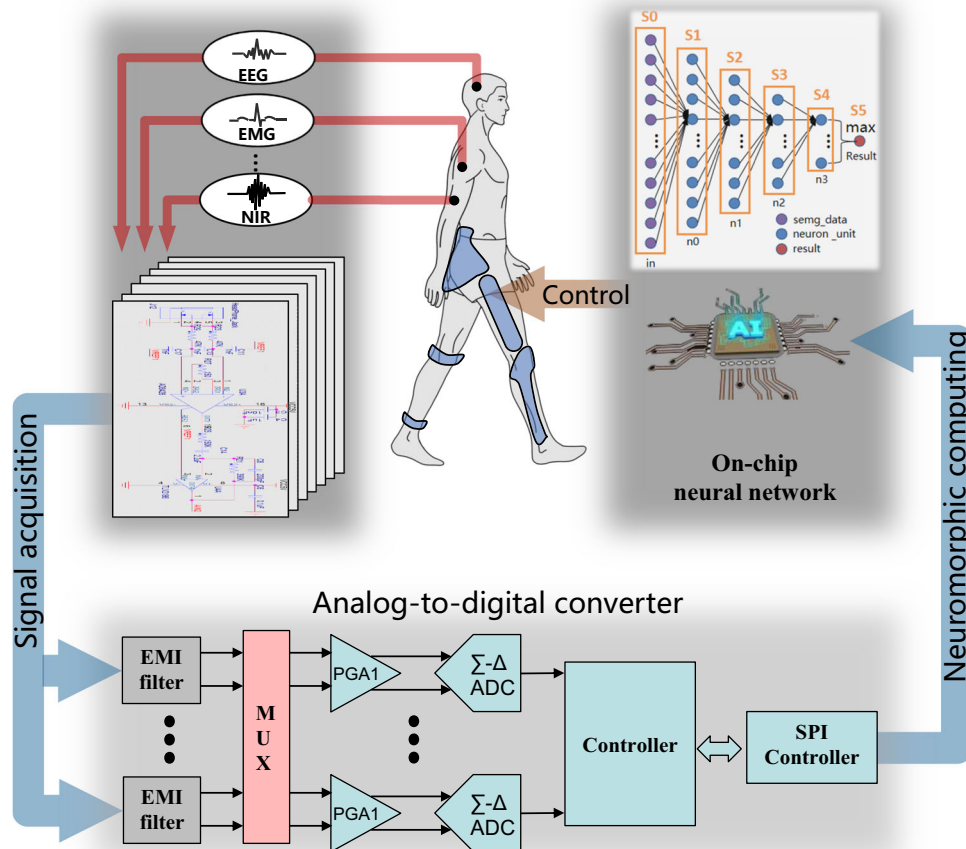 EEG
EMG
NIR
S0
S1
S2
S3
S4
S5
max
Result
n3
n2
n1
n0
in
semg_data
neuron_unit
result
Control
AI
On-chip
neural network
Signal acquisition
Neuromorphic computing
Analog-to-digital converter
EMI
filter
M
U
X
PGA1
∑-Δ
ADC
Controller
SPI
Controller
EMI
filter
PGA1
∑-Δ
ADC